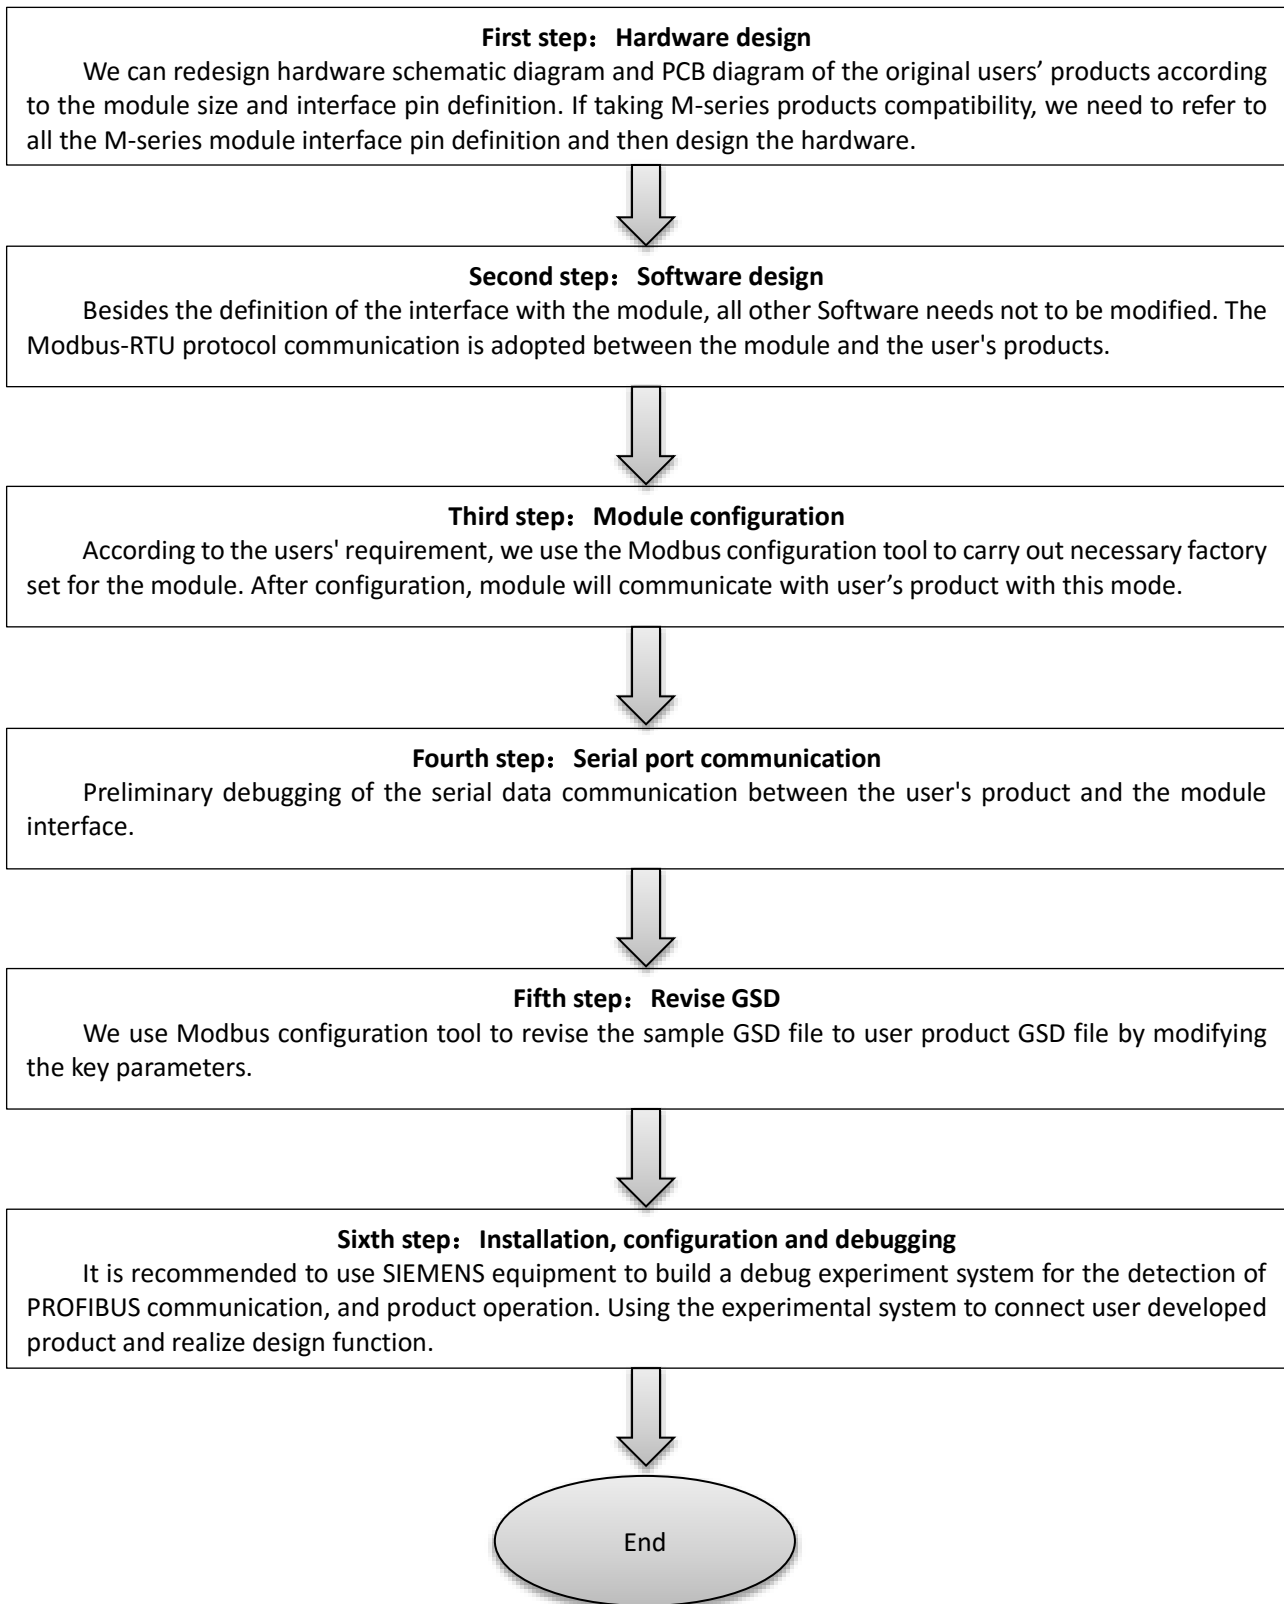 First step：Hardware design
We can redesign hardware schematic diagram and PCB diagram of the original users’ products according
to the module size and interface pin definition. If taking M-series products compatibility, we need to refer to
all the M-series module interface pin definition and then design the hardware.
Second step：Software design
Besides the definition of the interface with the module, all other Software needs not to be modified. The
Modbus-RTU protocol communication is adopted between the module and the user's products.
Third step：Module configuration
According to the users' requirement, we use the Modbus configuration tool to carry out necessary factory
set for the module. After configuration, module will communicate with user’s product with this mode.
Fourth step：Serial port communication
Preliminary debugging of the serial data communication between the user's product and the module
interface.
Fifth step：Revise GSD
We use Modbus configuration tool to revise the sample GSD file to user product GSD file by modifying
the key parameters.
Sixth step：Installation, configuration and debugging
It is recommended to use SIEMENS equipment to build a debug experiment system for the detection of
PROFIBUS communication, and product operation. Using the experimental system to connect user developed
product and realize design function.
End